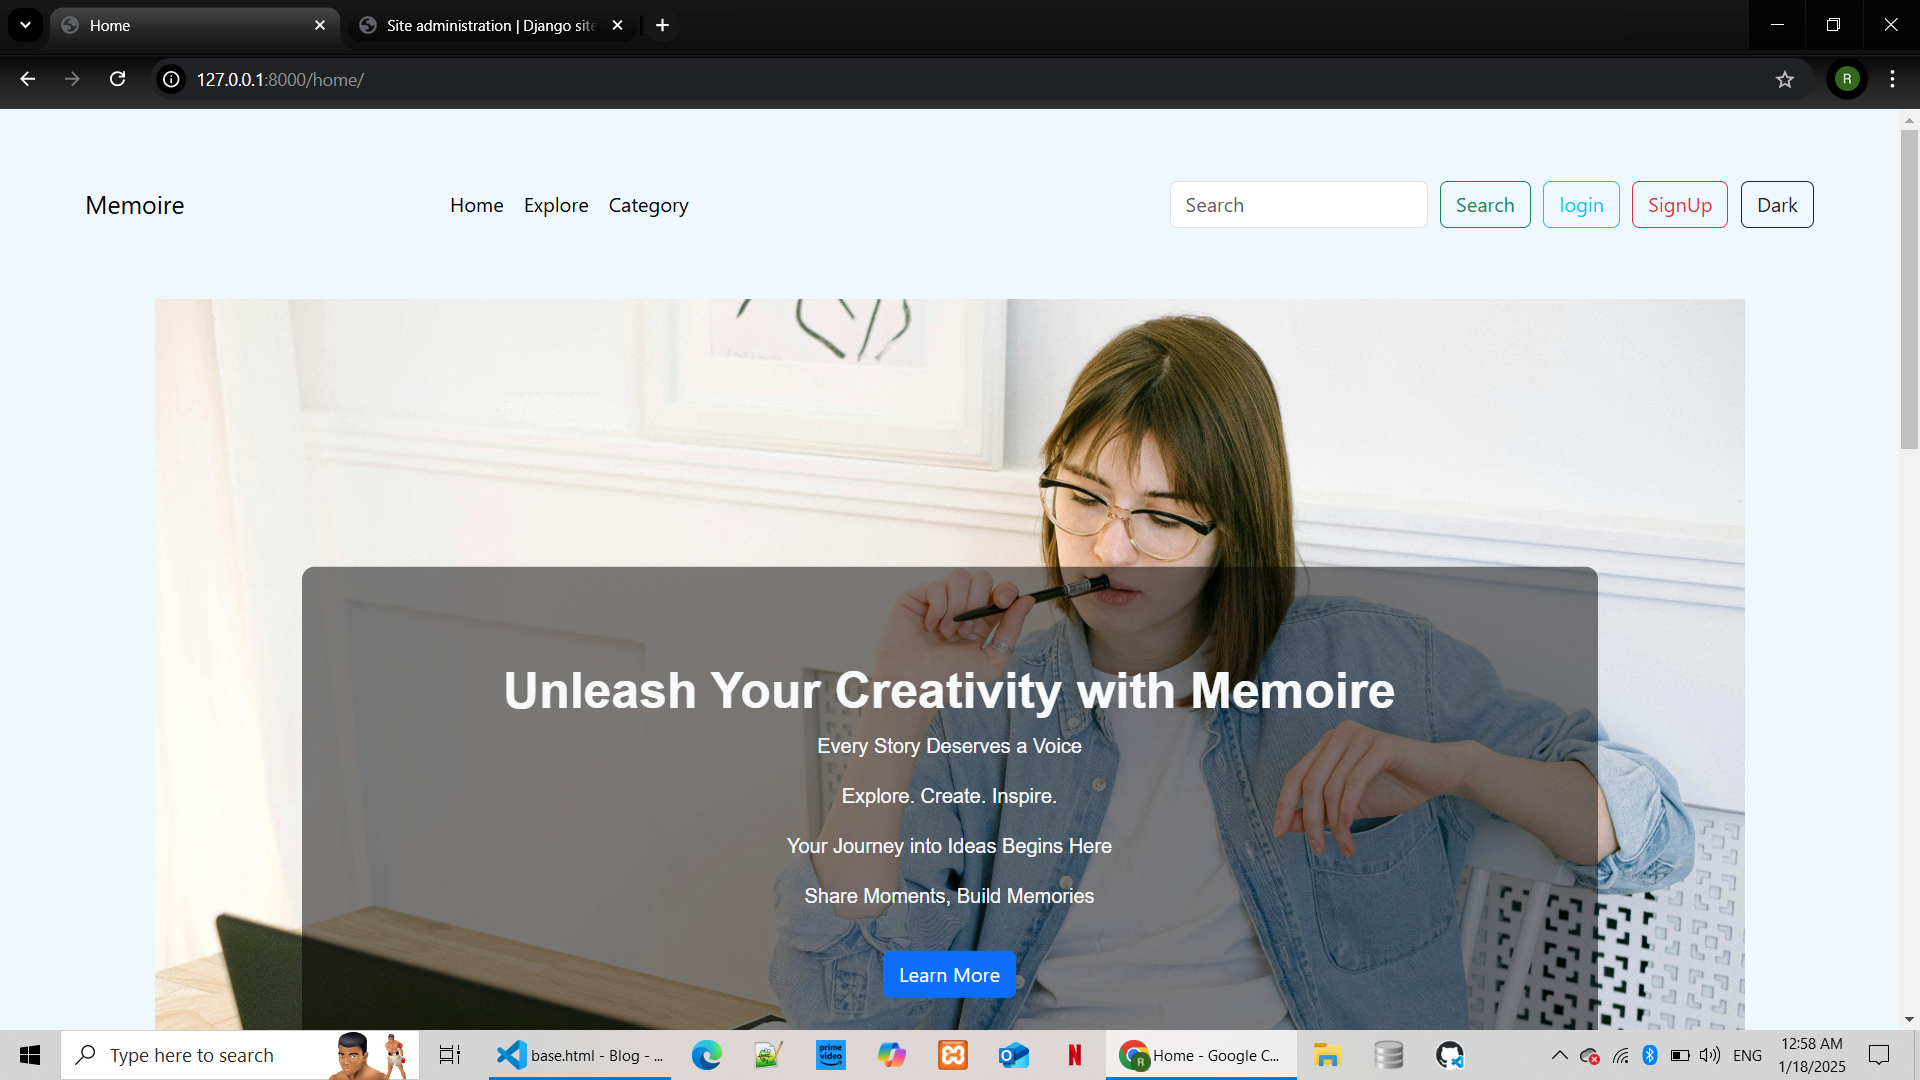 Home
Site administration | Django site
127.0.0.1:8000/home/
R
Memoire
Home Explore Category
Search
Search
login
SignUp
Dark
Unleash Your Creativity with Memoire
Every Story Deserves a Voice
Explore. Create. Inspire.
Your Journey into Ideas Begins Here
Share Moments, Build Memories
Learn More
Type here to search
base.html - Blog - ...
prime video
N
R
Home - Google C...
ENG
12:58 AM
1/18/2025